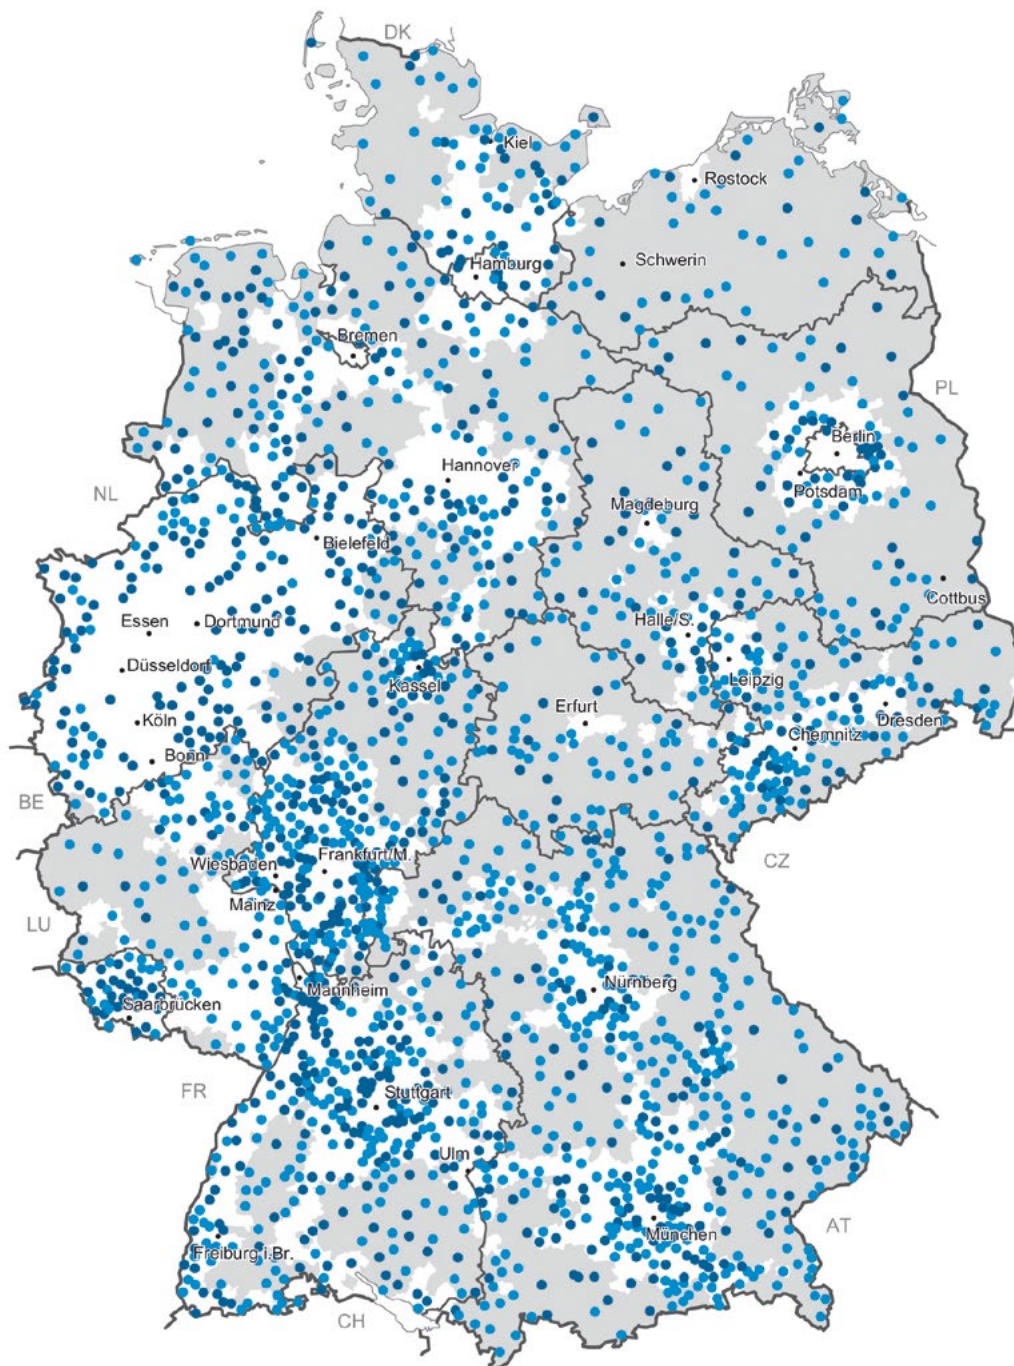 DK
Kiel
Rostock
Hamburg
Schwerin
Bremen
PL
Berlin
Hannover
Potsdam
NL
Magdeburg
Bielefeld
Cottbus
Essen
Dortmund
Halle/S.
Düsseldorf
Leipzig
Kassel
Erfurt
Köln
Dresden
Chemnitz
Bonn
BE
Frankfurt/M.
Wiesbaden
CZ
Mainz
LU
Mannheim
Nürnberg
Saarbrücken
FR
Stuttgart
Ulm
AT
München
Freiburg i.Br.
CH